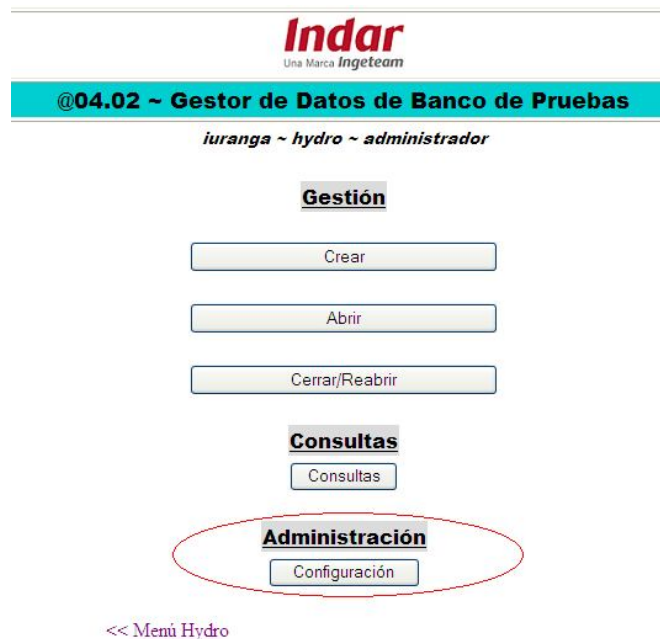 Indar
Una Marca Ingeteam
@04.02 ~ Gestor de Datos de Banco de Pruebas
iuranga ~ hydro ~ administrador
Gestión
Crear
Abrir
Cerrar/Reabrir
Consultas
Consultas
Administración
Configuración
<< Menú Hydro